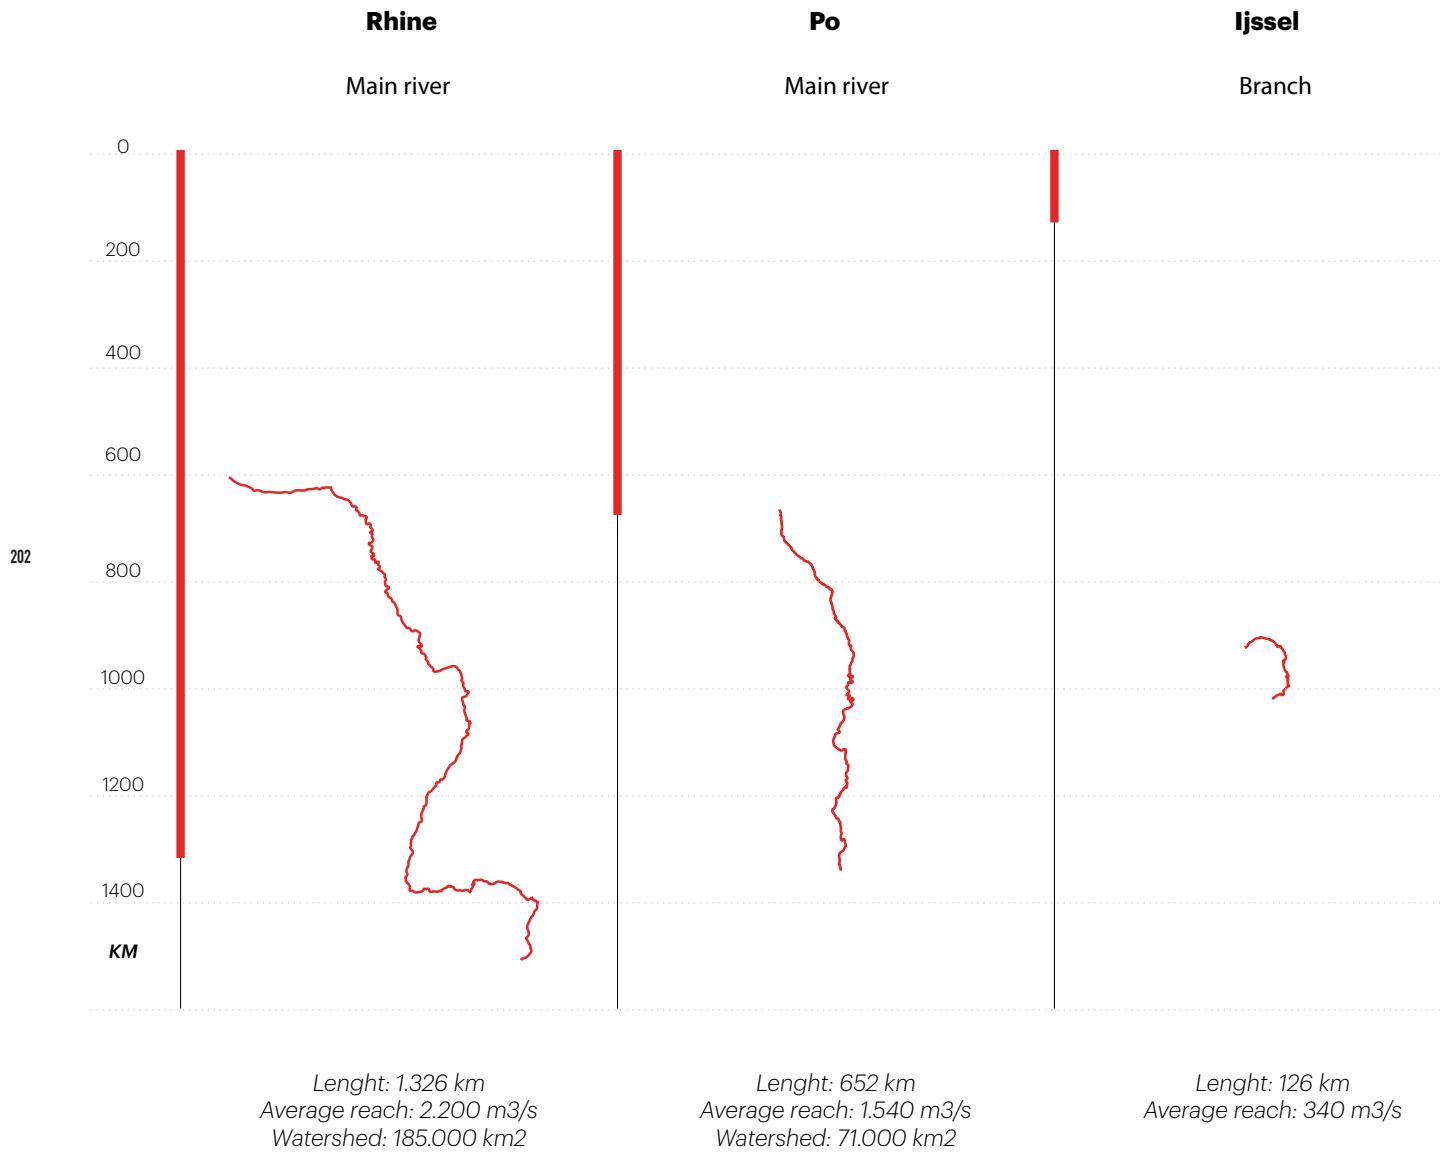 Rhine
Po
Ijssel
Main river
Main river
Branch
0
200
400
600
202
800
1000
1200
1400
KM
Lenght: 1.326 km
Average reach: 2.200 m3/s
Watershed: 185.000 km2
Lenght: 652 km
Average reach: 1.540 m3/s
Watershed: 71.000 km2
Lenght: 126 km
Average reach: 340 m3/s